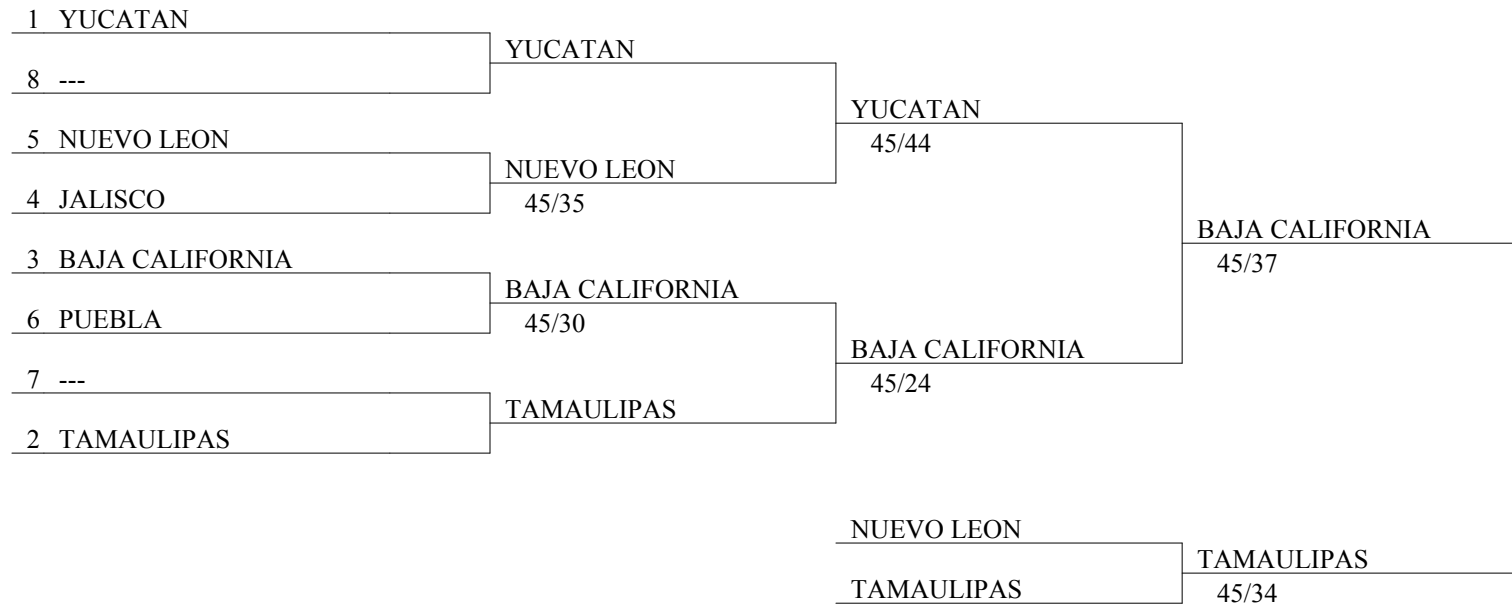 1 YUCATAN
8 ---
5 NUEVO LEON
4 JALISCO
3 BAJA CALIFORNIA
6 PUEBLA
7 ---
2 TAMAULIPAS
YUCATAN
NUEVO LEON
45/35
BAJA CALIFORNIA
45/30
TAMAULIPAS
YUCATAN
45/44
BAJA CALIFORNIA
45/24
BAJA CALIFORNIA
45/37
NUEVO LEON
TAMAULIPAS
TAMAULIPAS
45/34